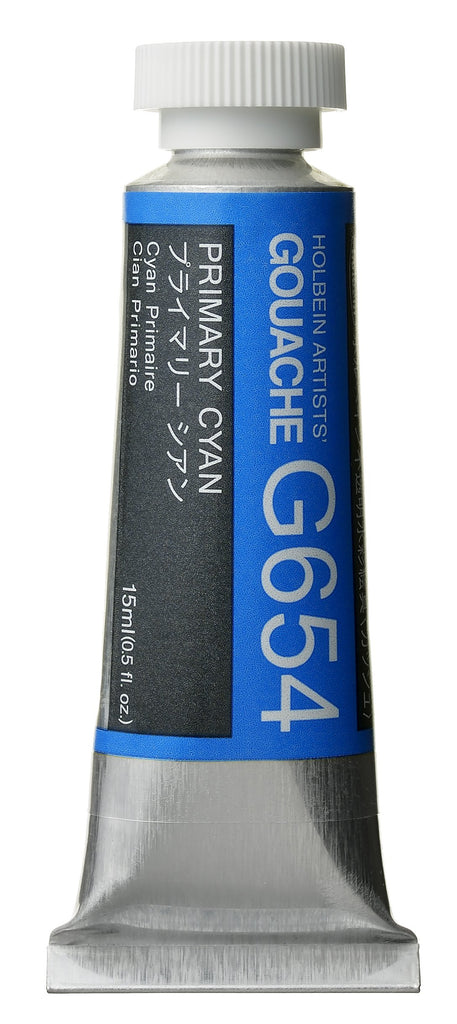 HOLBEIN ARTISTS'
GOUACHE
G654
PRIMARY CYAN
プライマリー シアン
Cyan Primaire
Cian Primario
15ml(0.5 fl. oz.)